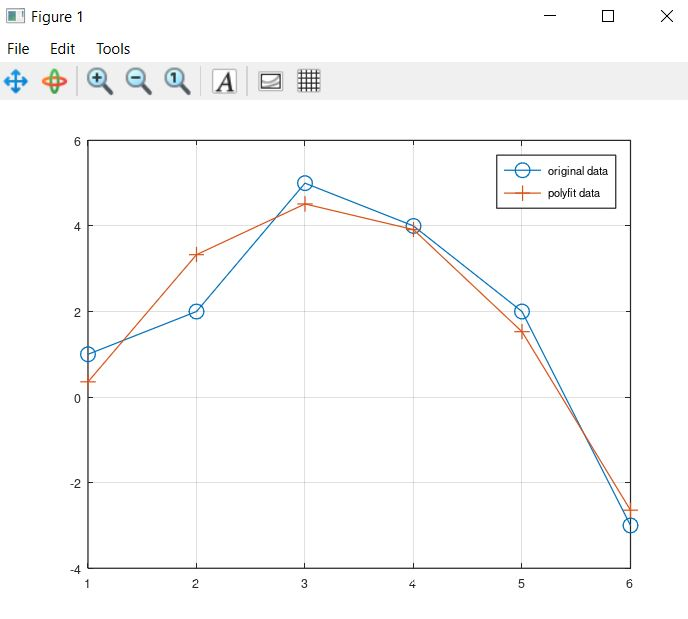 Figure 1
File Edit Tools
A
6
original data
polyfit data
4
2
0
-2
-4
1 2 3 4 5 6